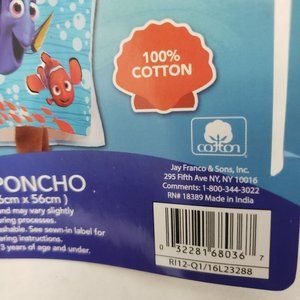 100%
COTTON
cotton
Jay Franco & Sons, Inc.
295 Fifth Ave NY, NY 10016
Comments: 1-800-344-3022
RN# 18389 Made in India
PONCHO
6cm x 56cm )
and may vary slightly
uring processes.
shable. See sewn-in label for
ering instructions.
3 years of age and under.
0 32281 68036 7
RI12-Q1/16L23288